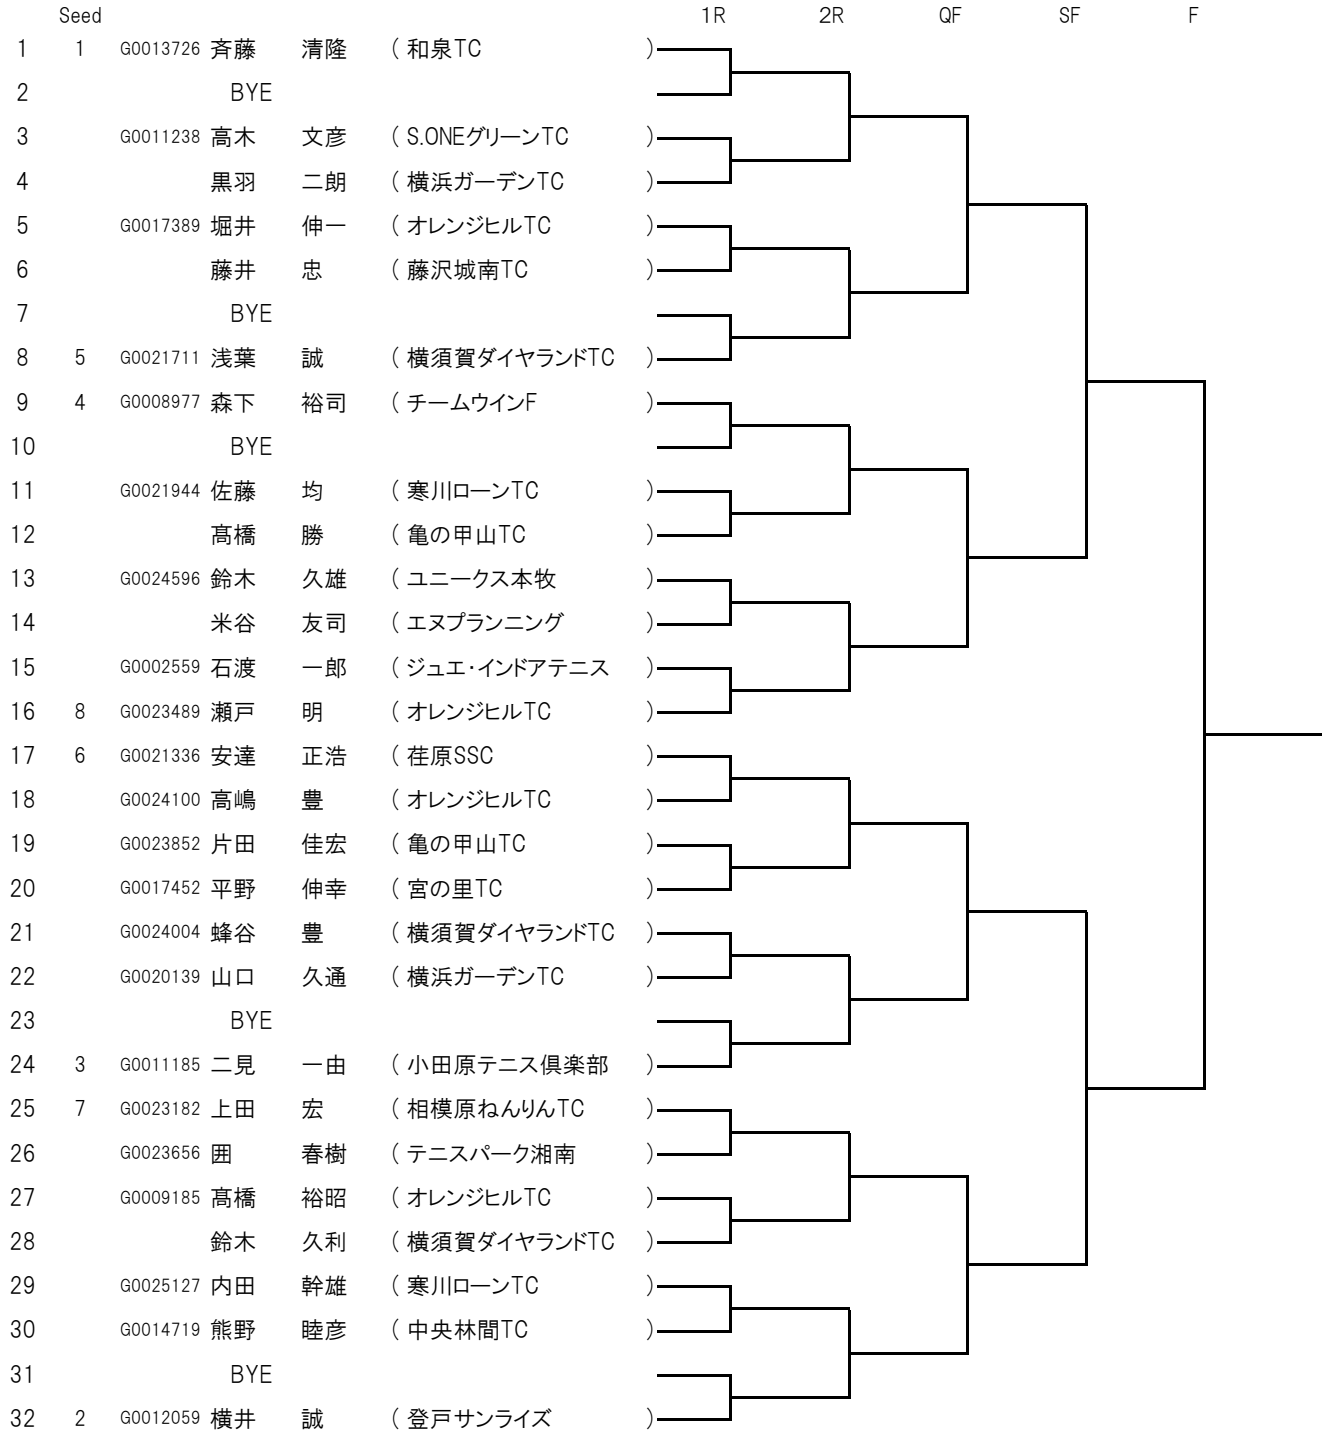 Seed 1R 2R QF SF F
1 1 G0013726 斉藤 清隆 ( 和泉TC )
2 BYE
3 G0011238 高木 文彦 ( S.ONEグリーンTC )
4 黒羽 二朗 ( 横浜ガーデンTC )
5 G0017389 堀井 伸一 ( オレンジヒルTC )
6 藤井 忠 ( 藤沢城南TC )
7 BYE
8 5 G0021711 浅葉 誠 ( 横須賀ダイヤランドTC )
9 4 G0008977 森下 裕司 ( チームウインF )
10 BYE
11 G0021944 佐藤 均 ( 寒川ローンTC )
12 髙橋 勝 ( 亀の甲山TC )
13 G0024596 鈴木 久雄 ( ユニークス本牧 )
14 米谷 友司 ( エヌプランニング )
15 G0002559 石渡 一郎 ( ジュエ・インドアテニス )
16 8 G0023489 瀬戸 明 ( オレンジヒルTC )
17 6 G0021336 安達 正浩 ( 荏原SSC )
18 G0024100 高嶋 豊 ( オレンジヒルTC )
19 G0023852 片田 佳宏 ( 亀の甲山TC )
20 G0017452 平野 伸幸 ( 宮の里TC )
21 G0024004 蜂谷 豊 ( 横須賀ダイヤランドTC )
22 G0020139 山口 久通 ( 横浜ガーデンTC )
23 BYE
24 3 G0011185 二見 一由 ( 小田原テニス倶楽部 )
25 7 G0023182 上田 宏 ( 相模原ねんりんTC )
26 G0023656 囲 春樹 ( テニスパーク湘南 )
27 G0009185 髙橋 裕昭 ( オレンジヒルTC )
28 鈴木 久利 ( 横須賀ダイヤランドTC )
29 G0025127 内田 幹雄 ( 寒川ローンTC )
30 G0014719 熊野 睦彦 ( 中央林間TC )
31 BYE
32 2 G0012059 横井 誠 ( 登戸サンライズ )